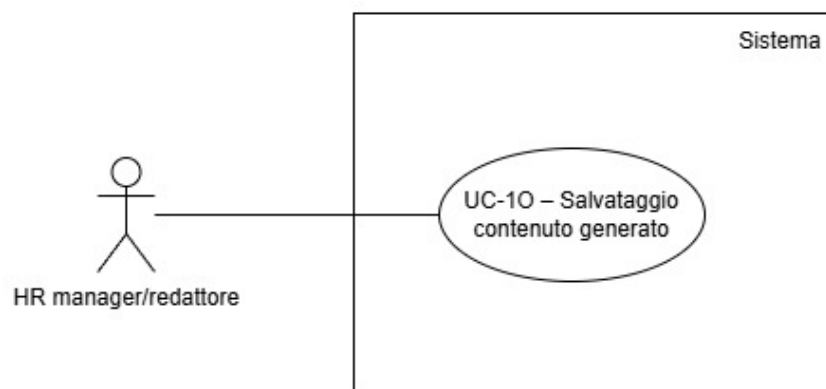 Sistema
UC-1O – Salvataggio
contenuto generato
HR manager/redattore